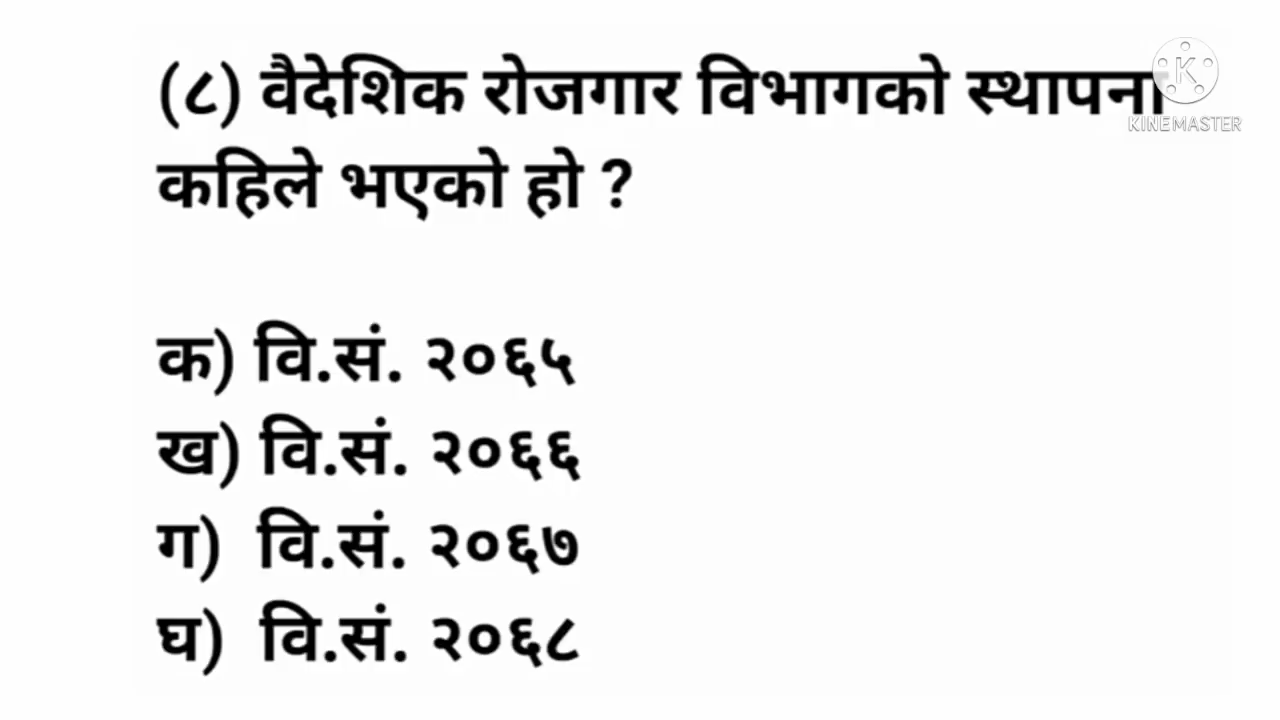 (८) वैदेशिक रोजगार विभागको स्थापना
कहिले भएको हो ?
क) वि.सं. २०६५
ख) वि.सं. २०६६
ग) वि.सं. २०६७
घ) वि.सं. २०६८
K
KINEMASTER